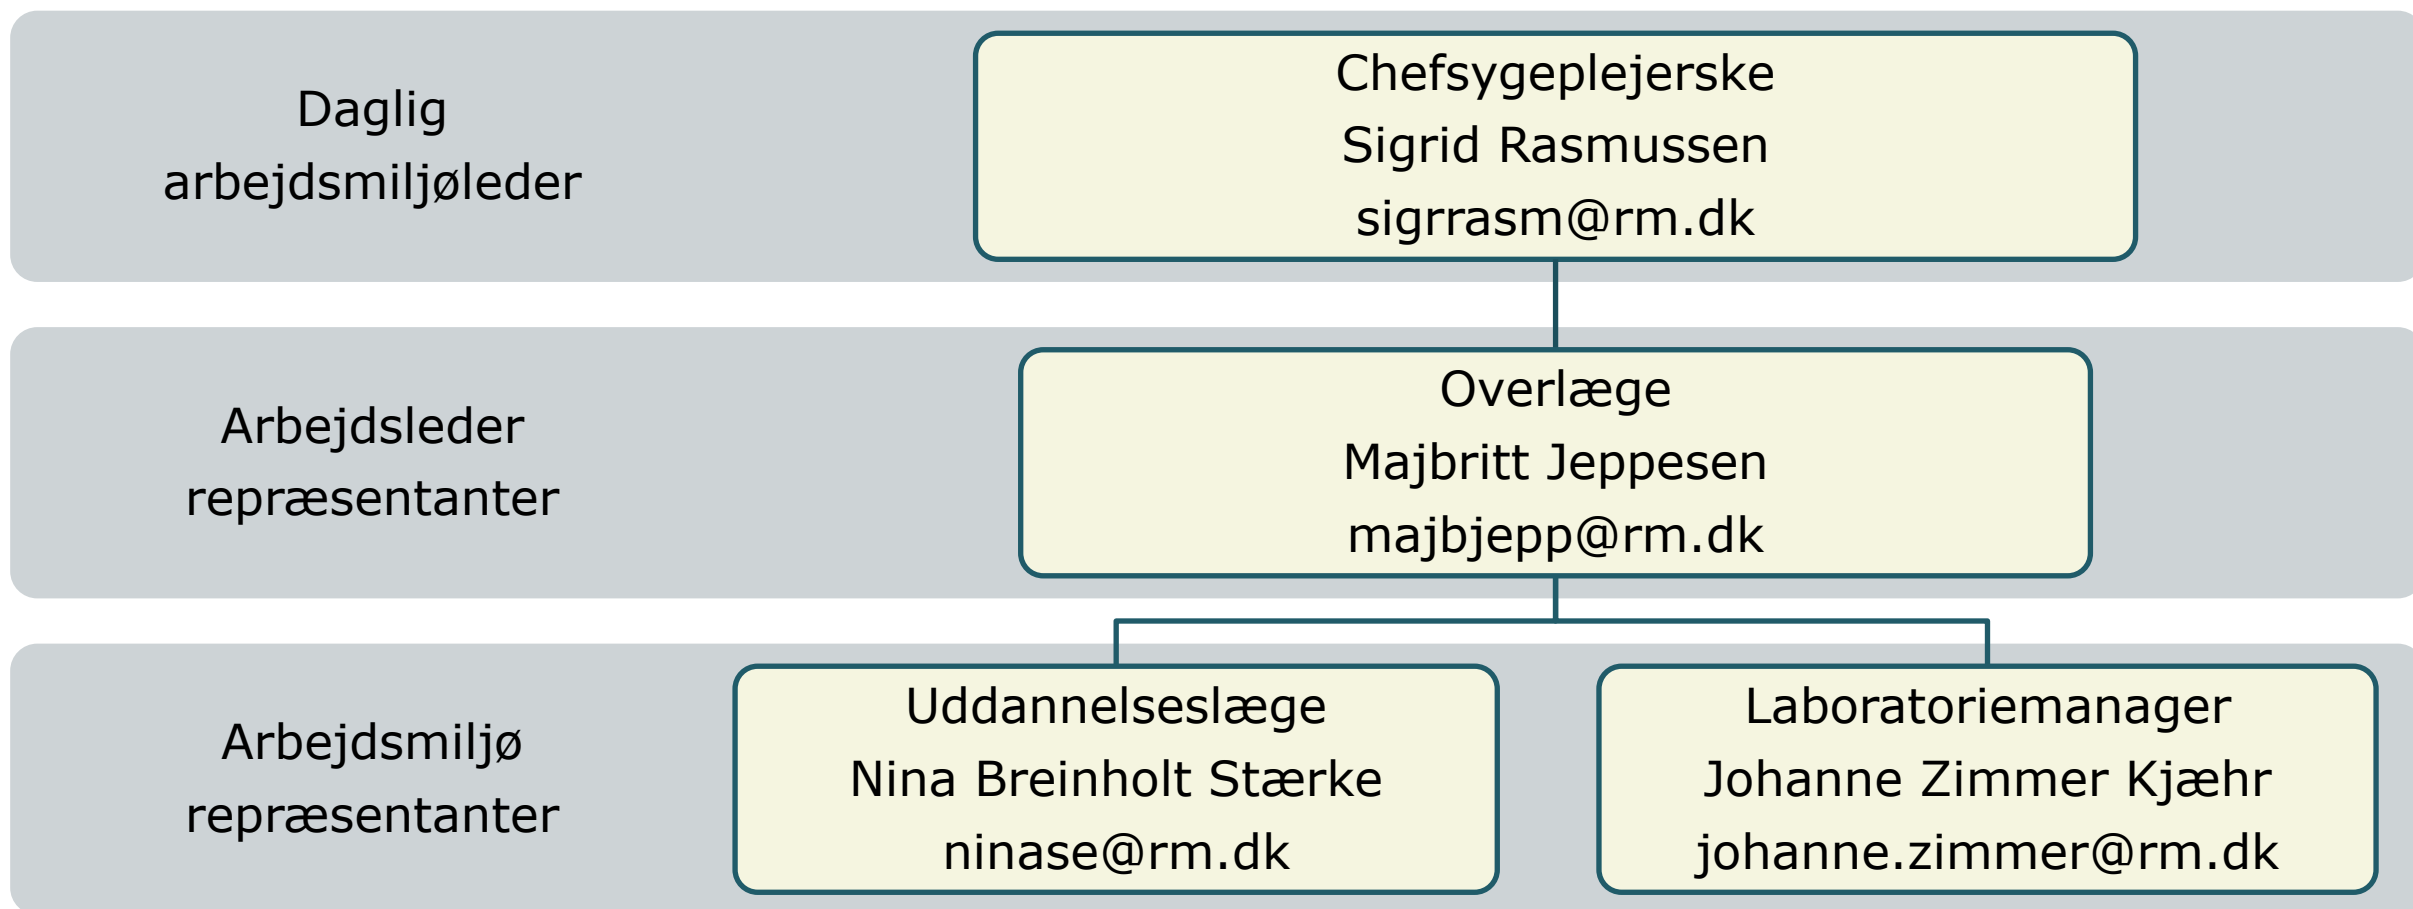 Daglig
arbejdsmiljøleder
Chefsygeplejerske
Sigrid Rasmussen
sigrrasm@rm.dk
Arbejdsleder
repræsentanter
Overlæge
Majbritt Jeppesen
majbjepp@rm.dk
Arbejdsmiljø
repræsentanter
Uddannelseslæge
Nina Breinholt Stærke
ninase@rm.dk
Laboratoriemanager
Johanne Zimmer Kjæhr
johanne.zimmer@rm.dk